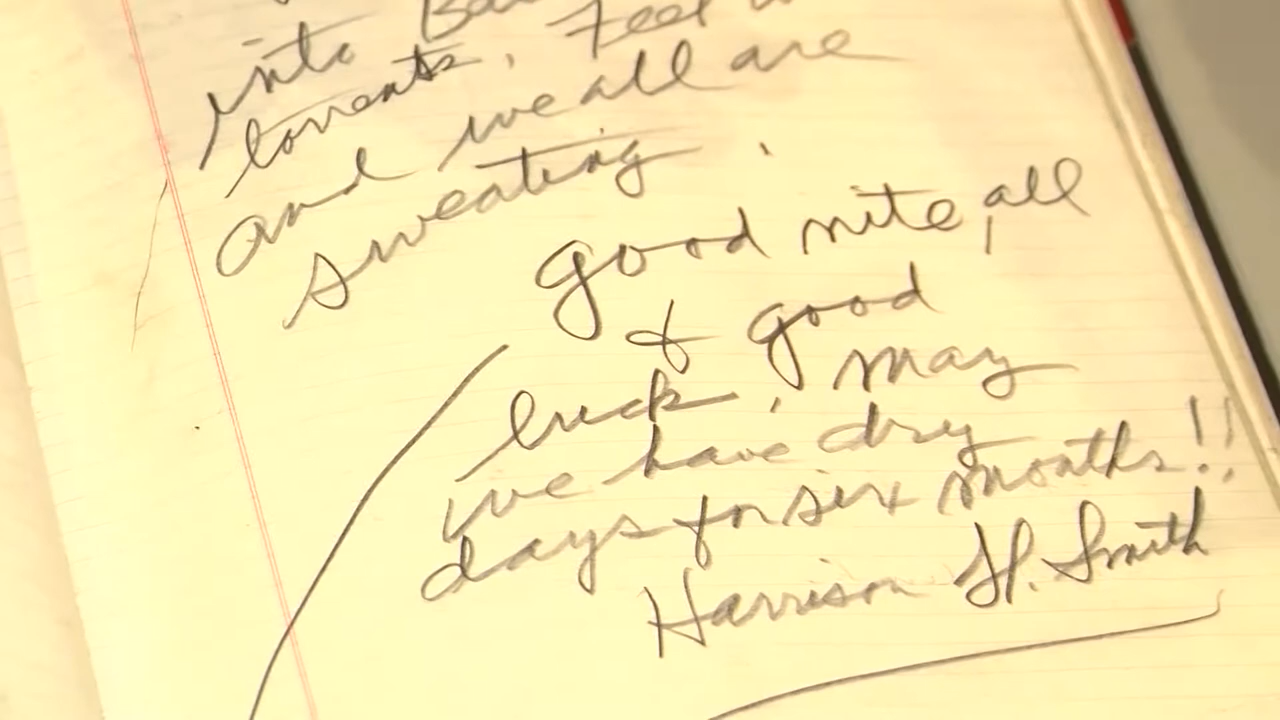 into
torrents. Feel
and we all are
sweating.
Good nite, all
& good
luck, may
we have dry
days for six months!!
Harrison H. Smith